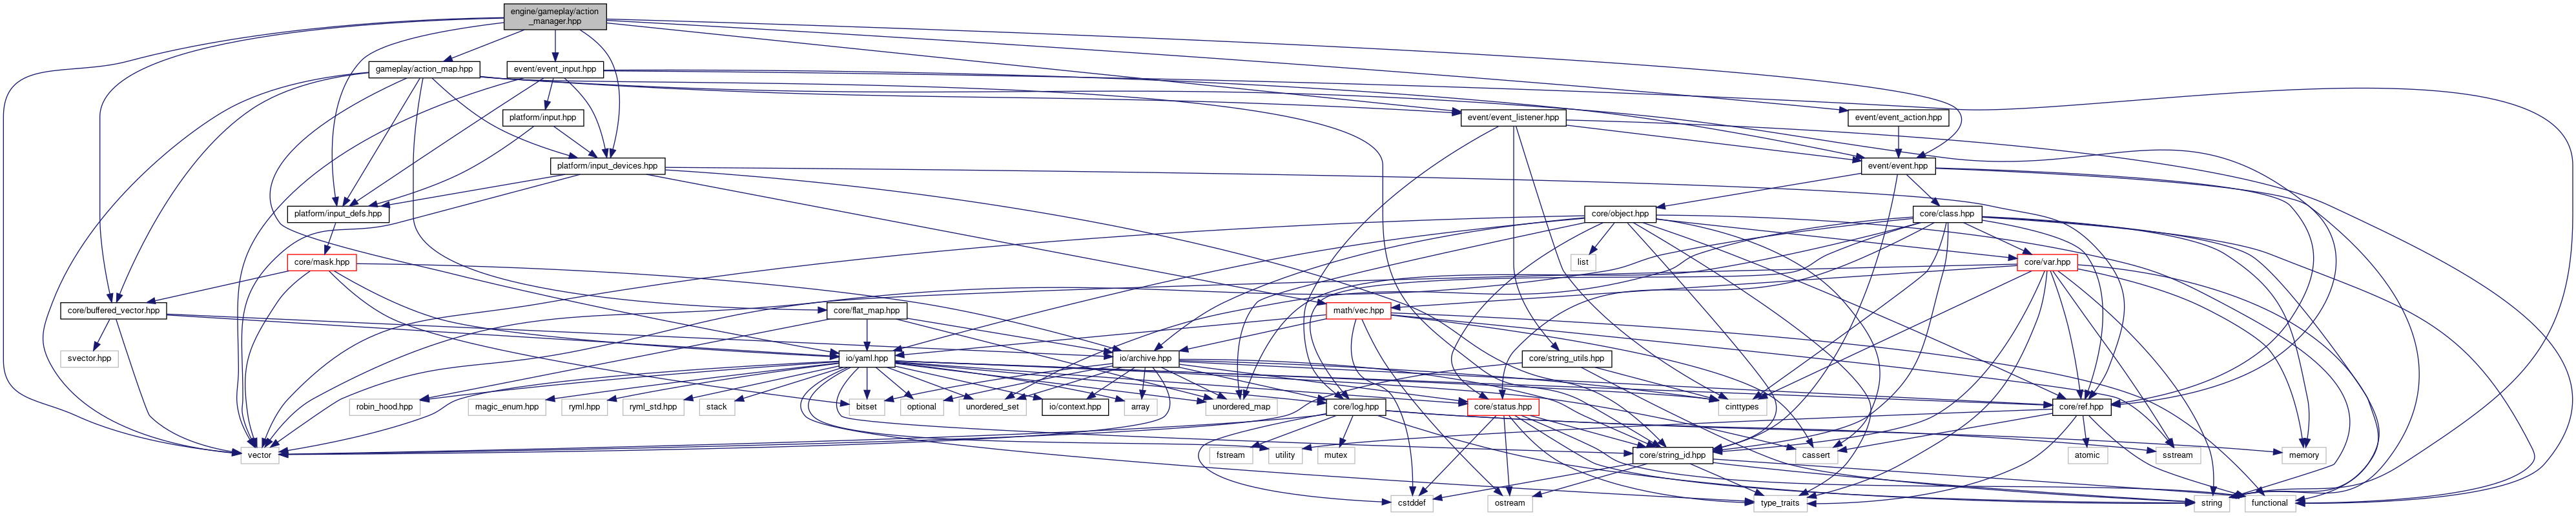 engine/gameplay/action
_manager.hpp
gameplay/action_map.hpp
event/event_input.hpp
platform/input.hpp
event/event_listener.hpp
event/event_action.hpp
platform/input_devices.hpp
event/event.hpp
platform/input_defs.hpp
core/object.hpp
core/class.hpp
core/mask.hpp
list
core/var.hpp
core/buffered_vector.hpp
core/flat_map.hpp
math/vec.hpp
svector.hpp
io/yaml.hpp
io/archive.hpp
core/string_utils.hpp
robin_hood.hpp
magic_enum.hpp
ryml.hpp
ryml_std.hpp
stack
bitset
optional
unordered_set
io/context.hpp
array
unordered_map
core/log.hpp
core/status.hpp
cinttypes
core/ref.hpp
vector
fstream
utility
mutex
core/string_id.hpp
cassert
atomic
sstream
memory
cstddef
ostream
type_traits
string
functional